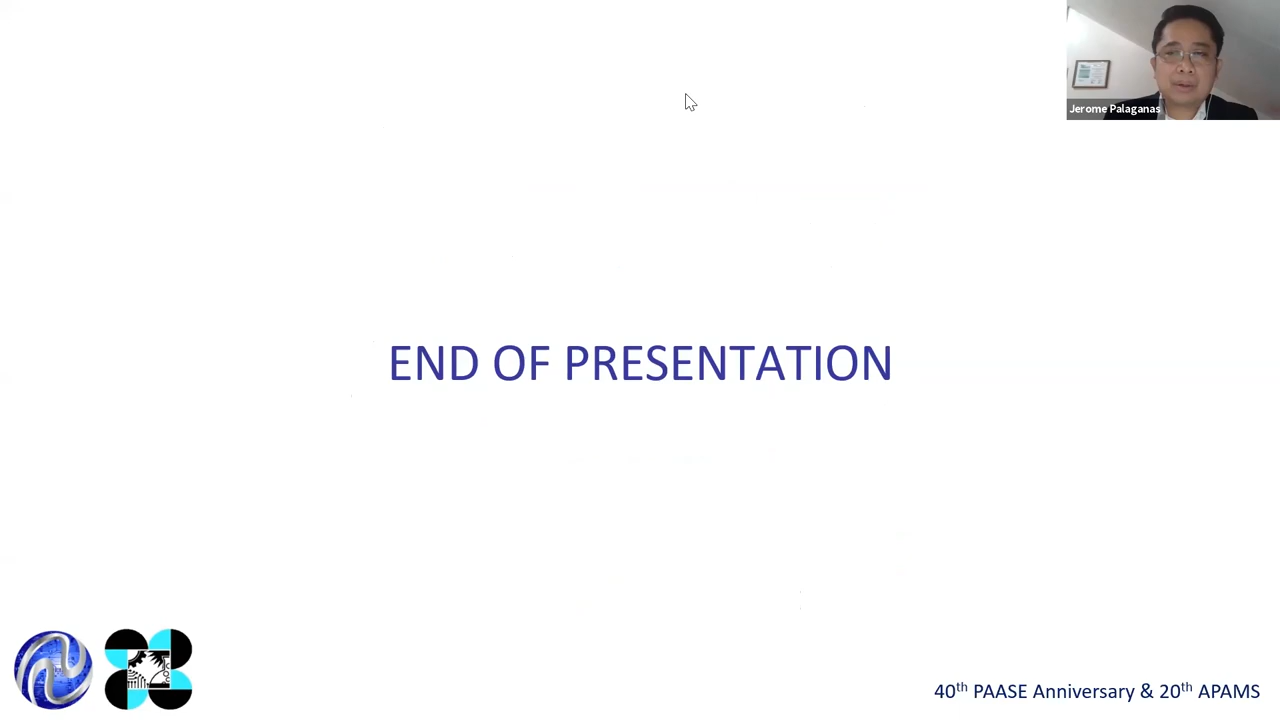 Jerome Palaganas
END OF PRESENTATION
40th PAASE Anniversary & 20th APAMS